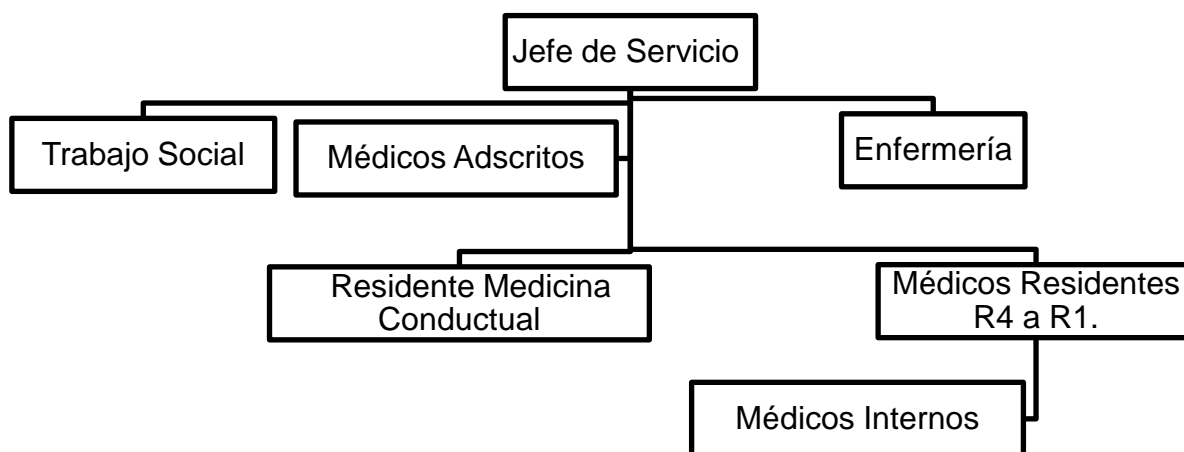 Jefe de Servicio
Trabajo Social
Médicos Adscritos
Enfermería
Residente Medicina
Conductual
Médicos Residentes
R4 a R1.
Médicos Internos